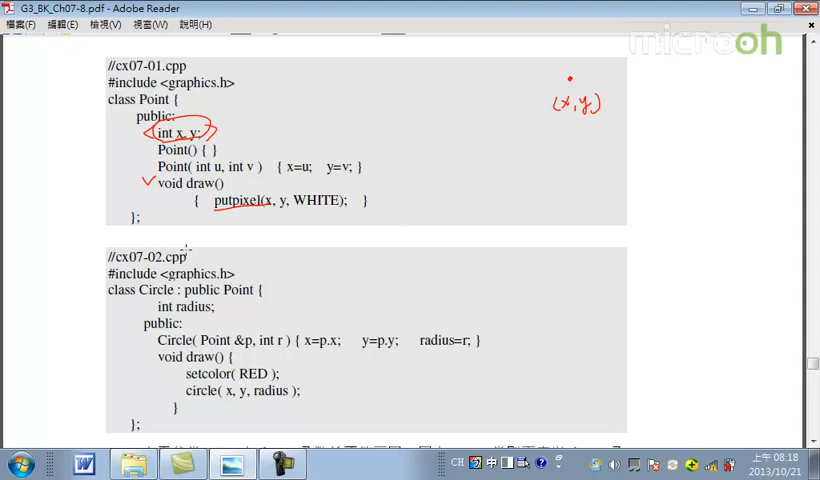 G3_BK_Ch07-8.pdf - Adobe Reader
檔案(F) 編輯(E) 檢視(V) 視窗(W) 說明(H)
microoh
//cx07-01.cpp
#include <graphics.h>
class Point {
public:
int x, y;
Point() { }
Point( int u, int v ) { x=u; y=v; }
void draw()
{ putpixel(x, y, WHITE); }
};
(x, y)
//cx07-02.cpp
#include <graphics.h>
class Circle : public Point {
int radius;
public:
Circle( Point &p, int r ) { x=p.x; y=p.y; radius=r; }
void draw() {
setcolor( RED );
circle( x, y, radius );
}
};
CH 中
上午 08:18
2013/10/21